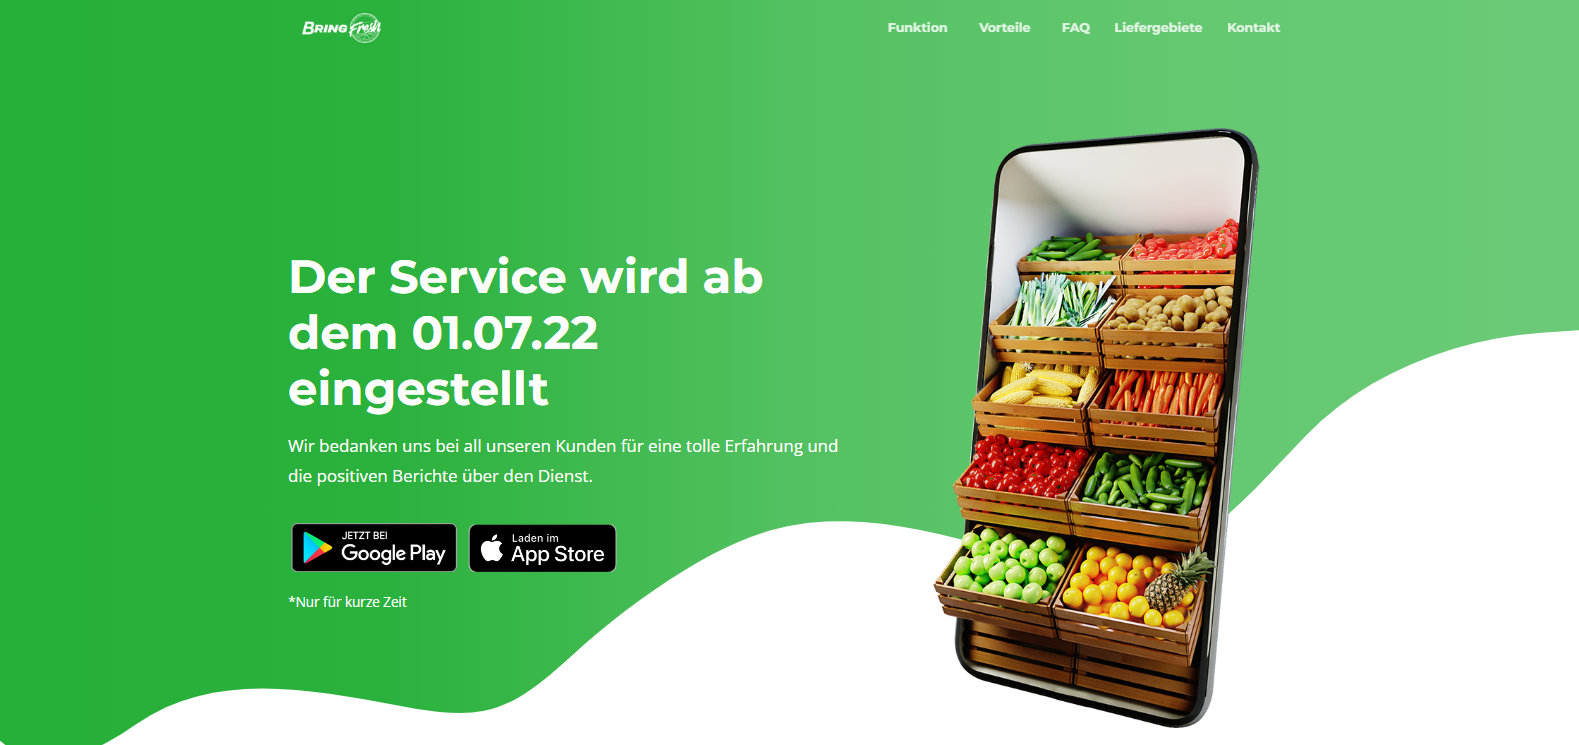 BRING Fresh
Funktion Vorteile FAQ Liefergebiete Kontakt
Der Service wird ab
dem 01.07.22
eingestellt
Wir bedanken uns bei all unseren Kunden für eine tolle Erfahrung und
die positiven Berichte über den Dienst.
JETZT BEI
Google Play
Laden im
App Store
*Nur für kurze Zeit